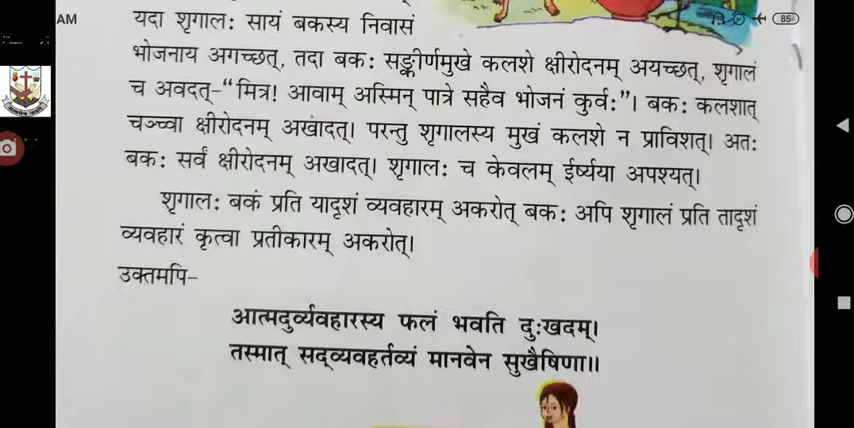 AM
85
यदा शृगालः सायं बकस्य निवासं
भोजनाय अगच्छत्, तदा बकः सङ्कीर्णमुखे कलशे क्षीरोदनम् अयच्छत्, शृगालं
च अवदत्-“मित्र! आवाम् अस्मिन् पात्रे सहैव भोजनं कुर्वः”। बकः कलशात्
चञ्च्वा क्षीरोदनम् अखादत्। परन्तु शृगालस्य मुखं कलशे न प्राविशत्। अतः
बकः सर्वं क्षीरोदनम् अखादत्। शृगालः च केवलम् ईर्ष्यया अपश्यत्।
शृगालः बकं प्रति यादृशं व्यवहारम् अकरोत् बकः अपि शृगालं प्रति तादृशं
व्यवहारं कृत्वा प्रतीकारम् अकरोत्।
उक्तमपि-
आत्मदुर्व्यवहारस्य फलं भवति दुःखदम्।
तस्मात् सद्व्यवहर्तव्यं मानवेन सुखैषिणा॥